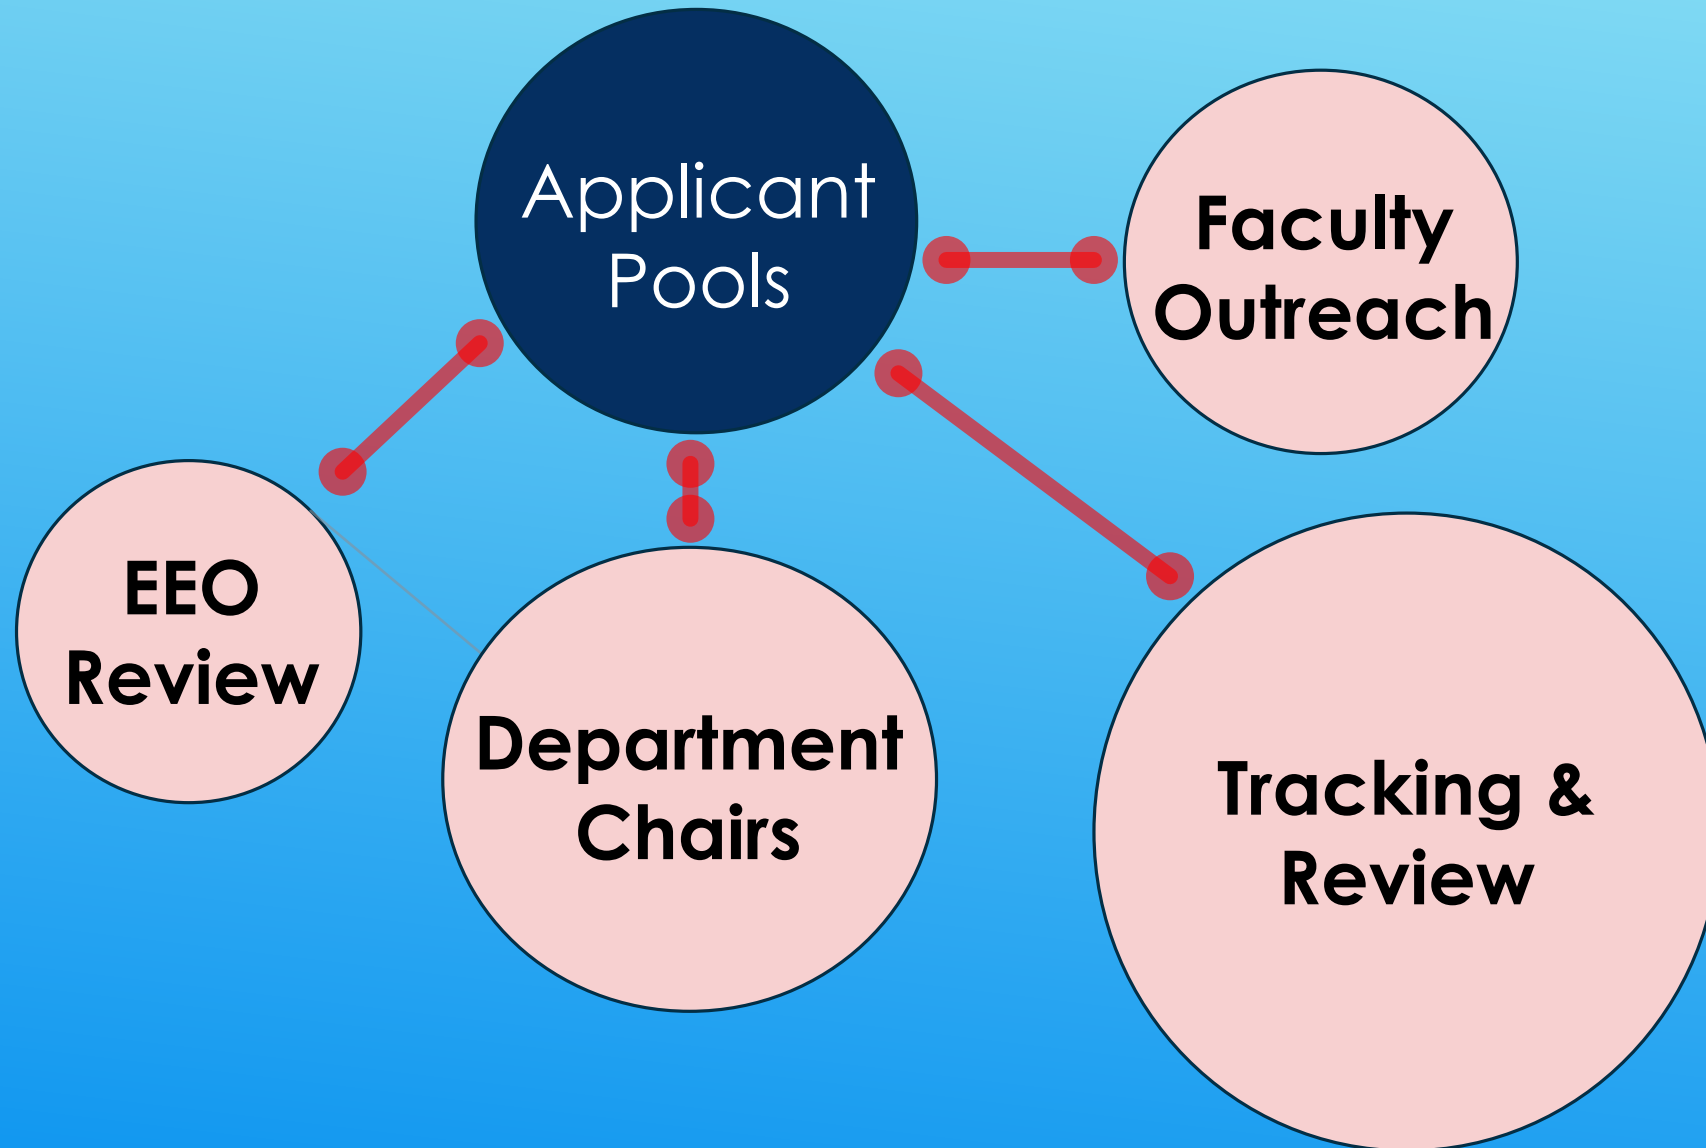 Applicant
Pools
Faculty
Outreach
EEO
Review
Department
Chairs
Tracking &
Review